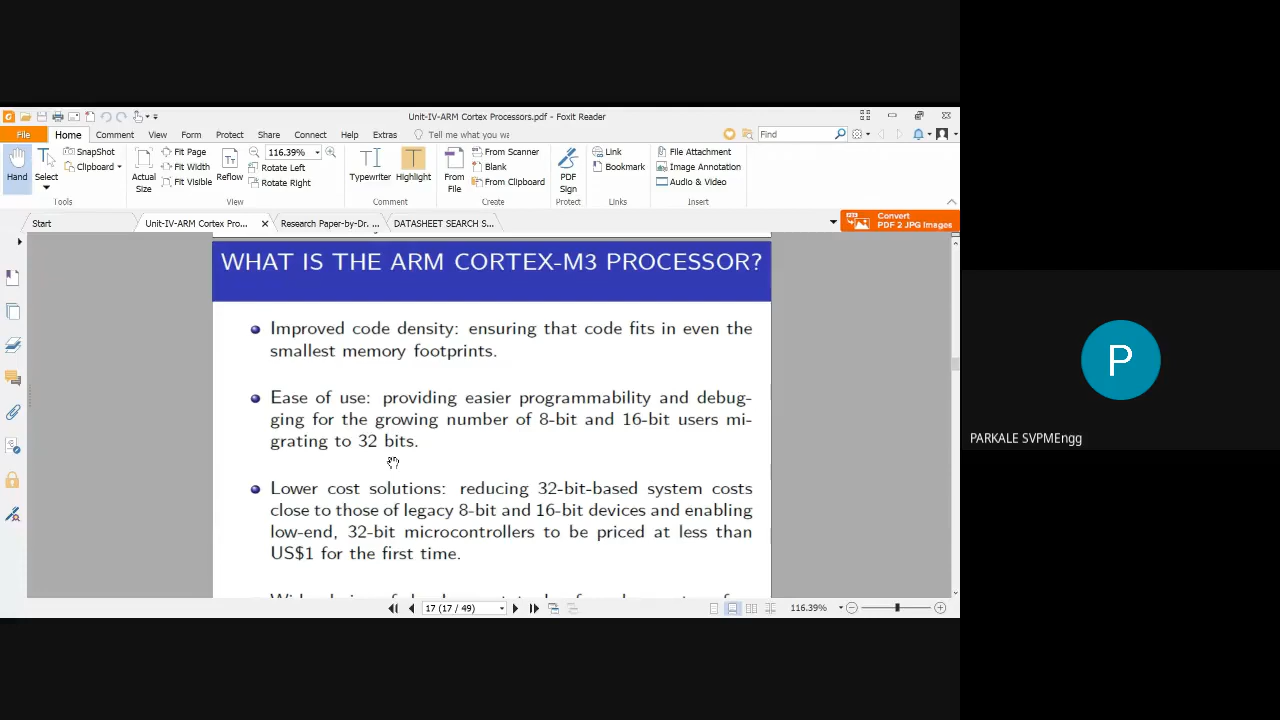 Unit-IV-ARM Cortex Processors.pdf - Foxit Reader
File Home Comment View Form Protect Share Connect Help Extras Tell me what you wa Find
Hand
Select
SnapShot
Clipboard
Tools
Actual Size
Fit Page
Fit Width
Fit Visible
Reflow
116.39%
Rotate Left
Rotate Right
View
Typewriter
Highlight
Comment
From File
From Scanner
Blank
From Clipboard
Create
PDF Sign
Protect
Link
Bookmark
Links
File Attachment
Image Annotation
Audio & Video
Insert
Start
Unit-IV-ARM Cortex Pro...
Research Paper-by-Dr. ...
DATASHEET SEARCH S...
Convert
PDF 2 JPG Images
WHAT IS THE ARM CORTEX-M3 PROCESSOR?
Improved code density: ensuring that code fits in even the
smallest memory footprints.
Ease of use: providing easier programmability and debug-
ging for the growing number of 8-bit and 16-bit users mi-
grating to 32 bits.
Lower cost solutions: reducing 32-bit-based system costs
close to those of legacy 8-bit and 16-bit devices and enabling
low-end, 32-bit microcontrollers to be priced at less than
US$1 for the first time.
17 (17 / 49)
116.39%
P
PARKALE SVPMEngg